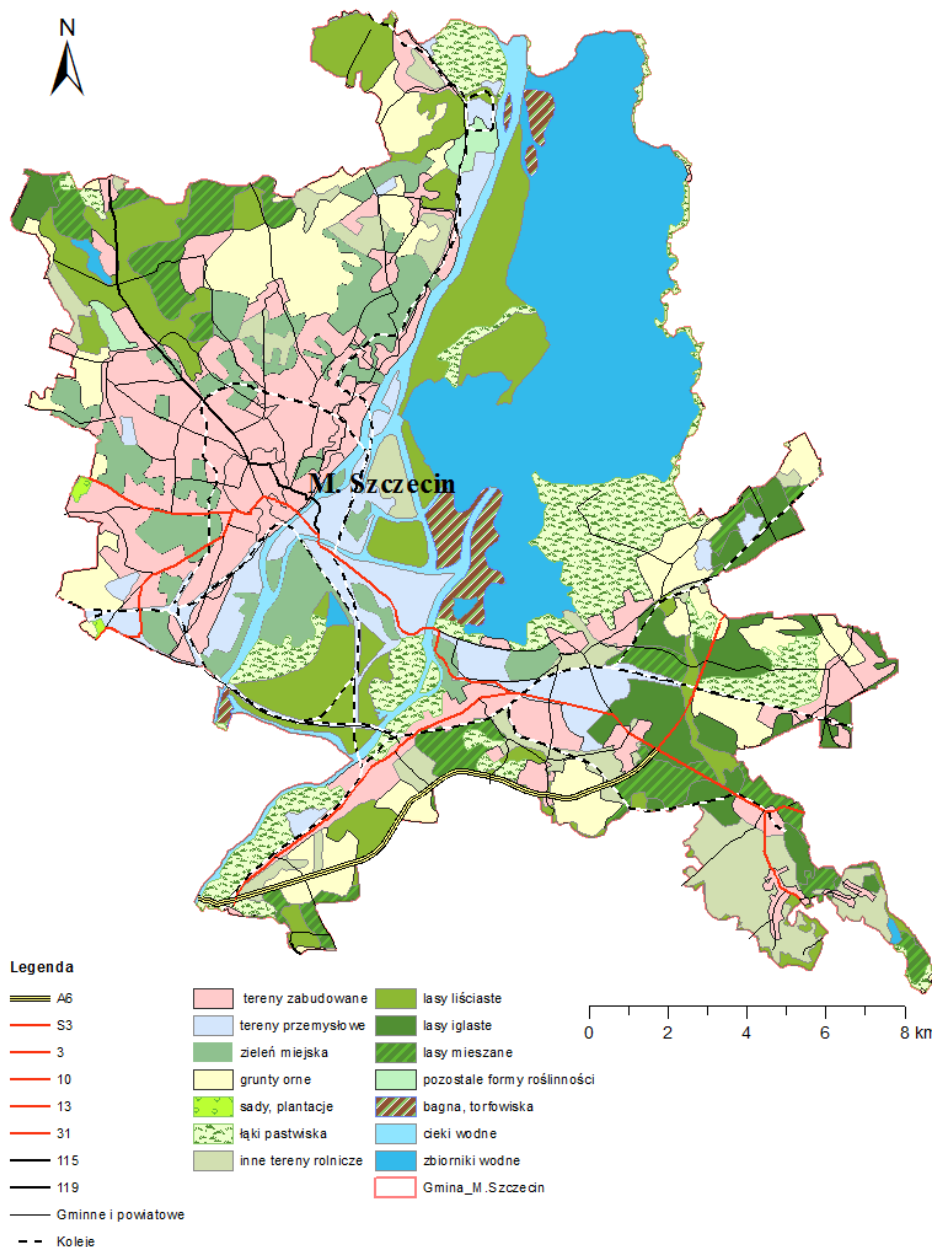 N
M. Szczecin
Legenda
A6
S3
3
10
13
31
115
119
Gminne i powiatowe
Koleje
tereny zabudowane
tereny przemysłowe
zieleń miejska
grunty orne
sady, plantacje
łąki pastwiska
inne tereny rolnicze
lasy liściaste
lasy iglaste
lasy mieszane
pozostałe formy roślinności
bagna, torfowiska
cieki wodne
zbiorniki wodne
Gmina_M.Szczecin
0 2 4 6 8 km